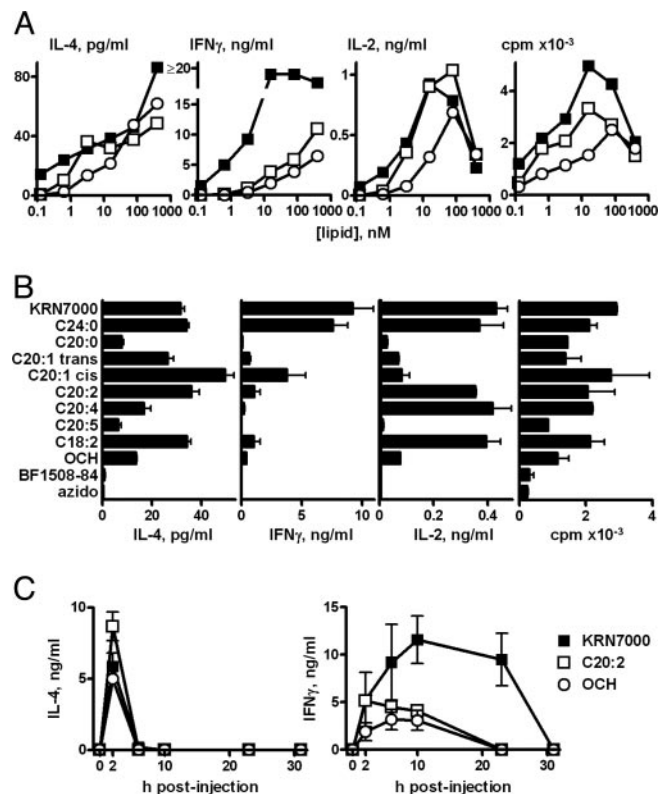 A
IL-4, pg/ml IFNγ, ng/ml IL-2, ng/ml cpm x10-3
80 40 0
≥20 15 10 5 0
1 0.5 0
4 2 0
0.1 1 10 100 1000 0.1 1 10 100 1000 0.1 1 10 100 1000 0.1 1 10 100 1000
[lipid], nM
B
KRN7000
C24:0
C20:0
C20:1 trans
C20:1 cis
C20:2
C20:4
C20:5
C18:2
OCH
BF1508-84
azido
0 20 40 0 5 10 0 0.2 0.4 0 2 4
IL-4, pg/ml IFNγ, ng/ml IL-2, ng/ml cpm x10-3
C
IL-4, ng/ml
10
5
0
0 2 10 20 30
h post-injection
IFNγ, ng/ml
15
10
5
0
0 2 10 20 30
h post-injection
KRN7000
C20:2
OCH